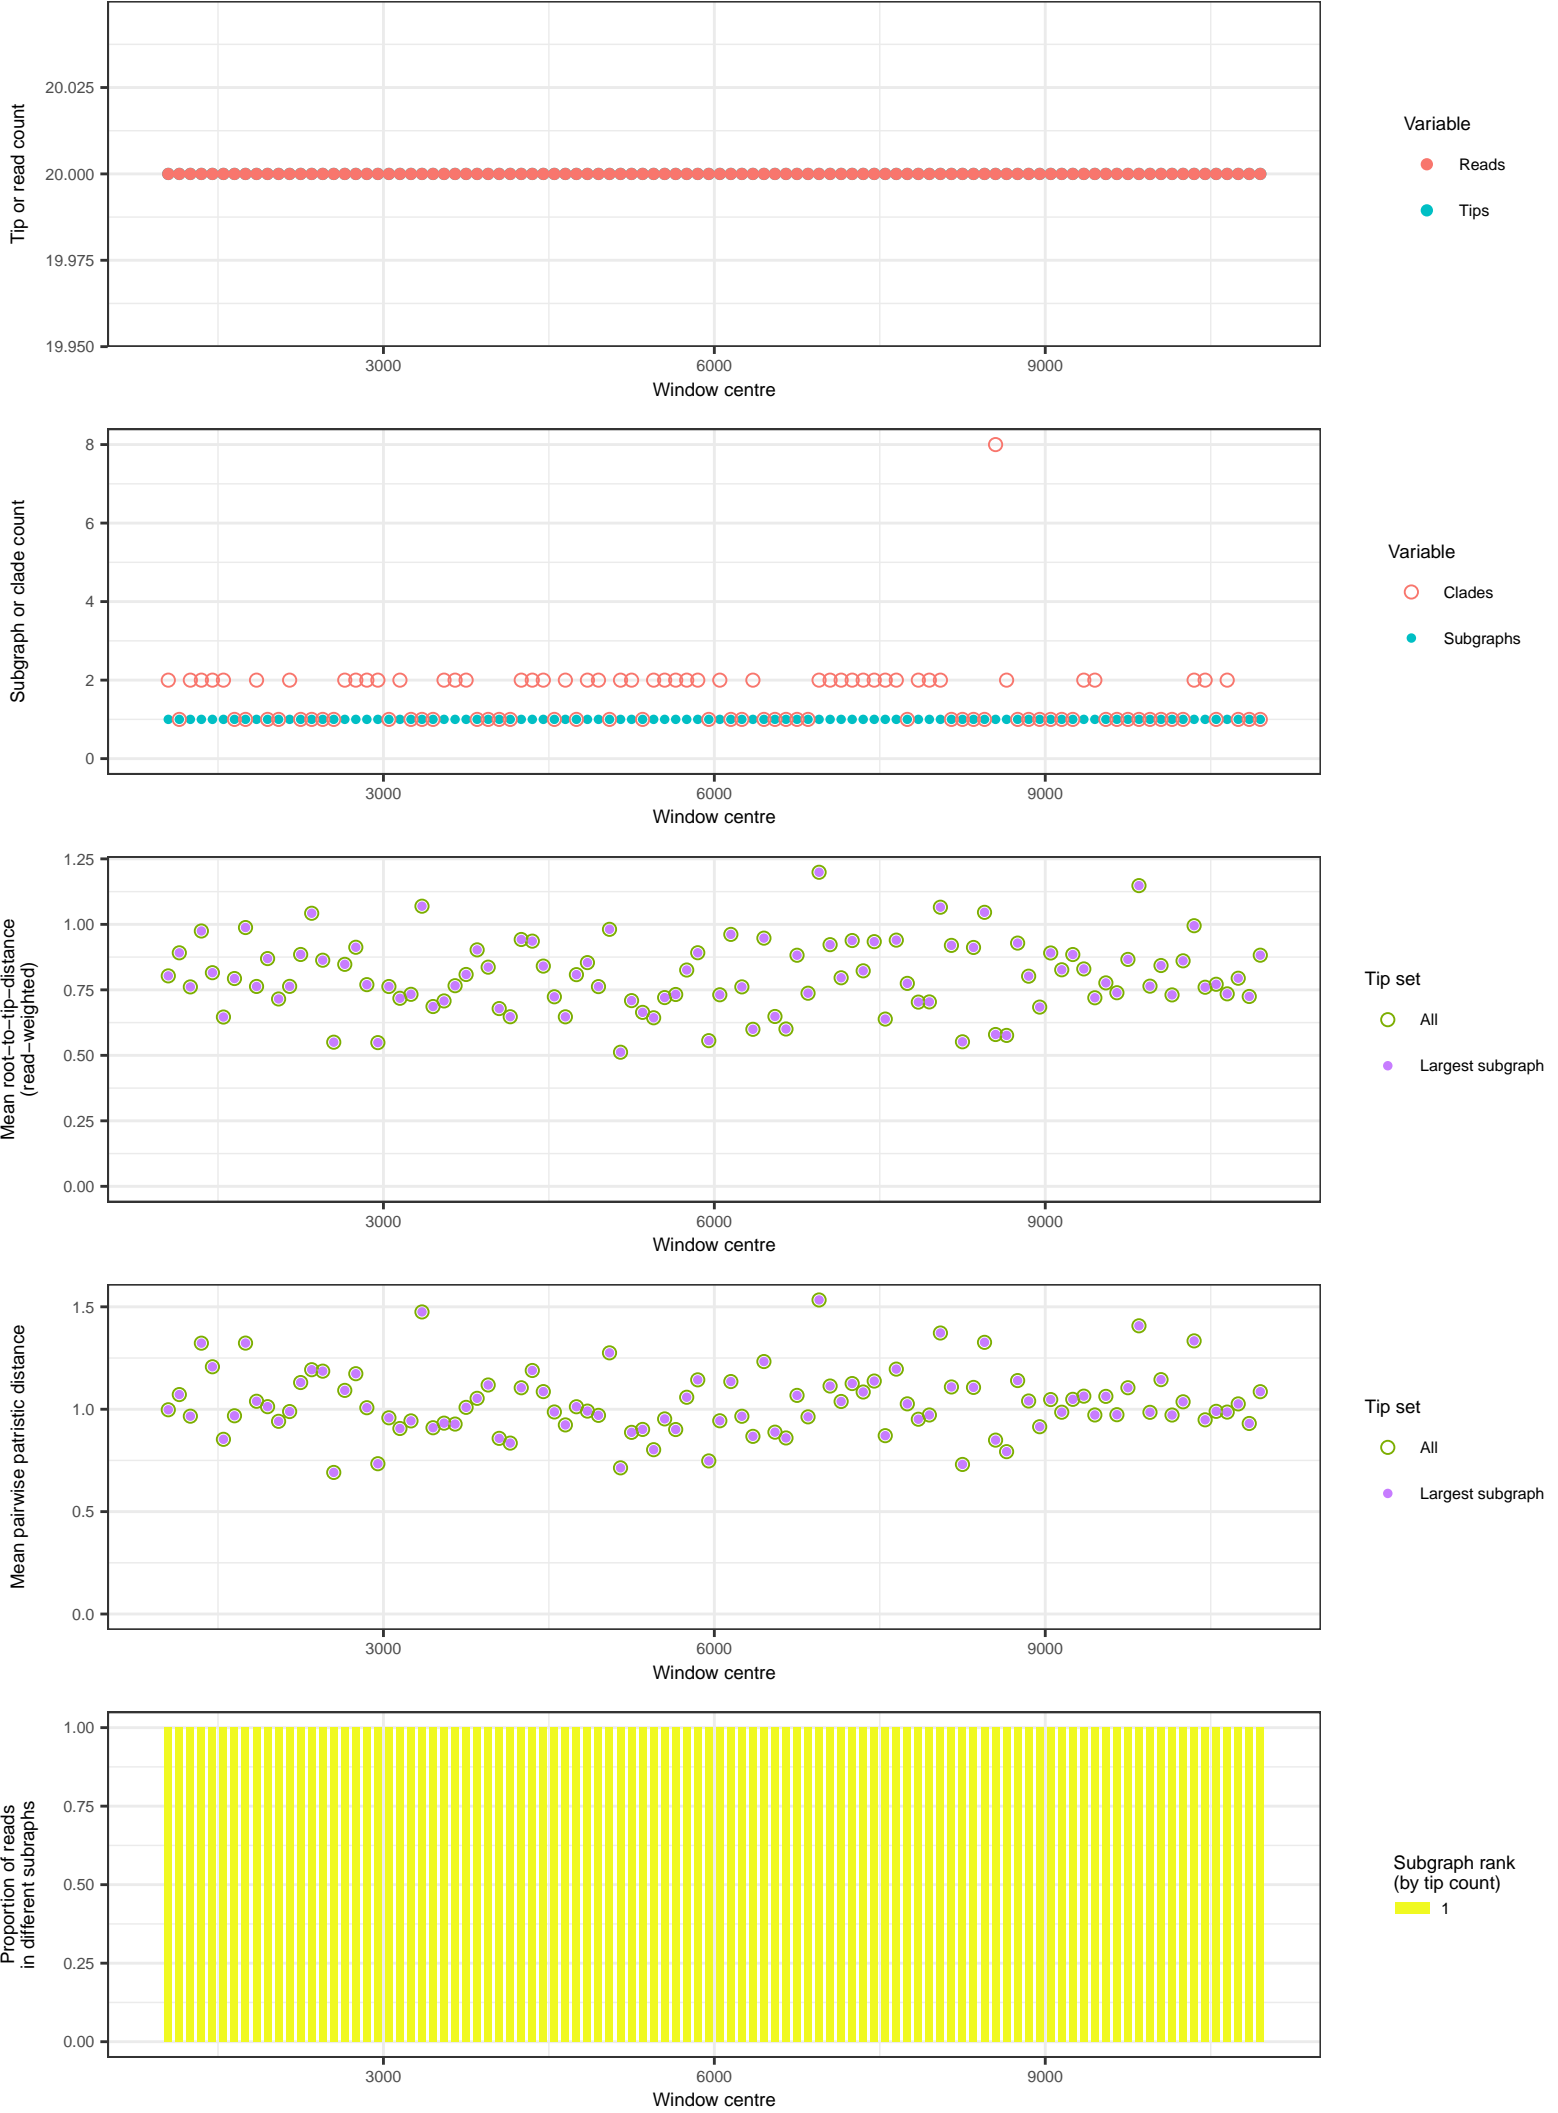 Tip or read count
20.025
20.000
19.975
19.950
3000 6000 9000
Window centre
Variable
Reads
Tips
Subgraph or clade count
8
6
4
2
0
3000 6000 9000
Window centre
Variable
Clades
Subgraphs
Mean root−to−tip−distance
(read−weighted)
1.25
1.00
0.75
0.50
0.25
0.00
3000 6000 9000
Window centre
Tip set
All
Largest subgraph
Mean pairwise patristic distance
1.5
1.0
0.5
0.0
3000 6000 9000
Window centre
Tip set
All
Largest subgraph
Proportion of reads
in different subraphs
1.00
0.75
0.50
0.25
0.00
3000 6000 9000
Window centre
Subgraph rank
(by tip count)
1